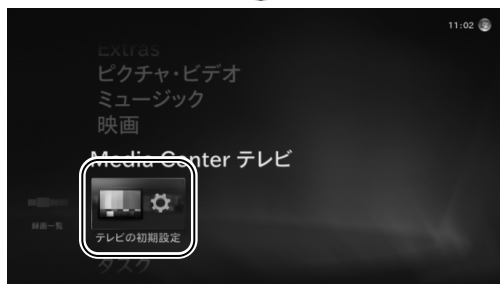 11:02
Extras
ピクチャ・ビデオ
ミュージック
映画
Media Center テレビ
録画一覧
テレビの初期設定
タスク